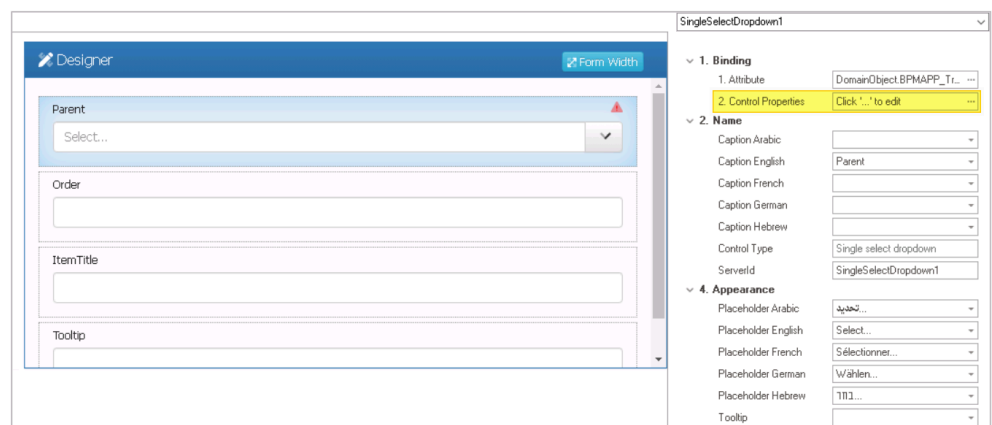 SingleSelectDropdown1
Designer
Form Width
Parent
Select...
Order
ItemTitle
Tooltip
1. Binding
1. Attribute DomainObject.BPMAPP_Tr... ...
2. Control Properties Click '...' to edit ...
2. Name
Caption Arabic
Caption English Parent
Caption French
Caption German
Caption Hebrew
Control Type Single select dropdown
ServerId SingleSelectDropdown1
4. Appearance
Placeholder Arabic تحديد...
Placeholder English Select...
Placeholder French Sélectionner...
Placeholder German Wählen...
Placeholder Hebrew בחר...
Tooltip